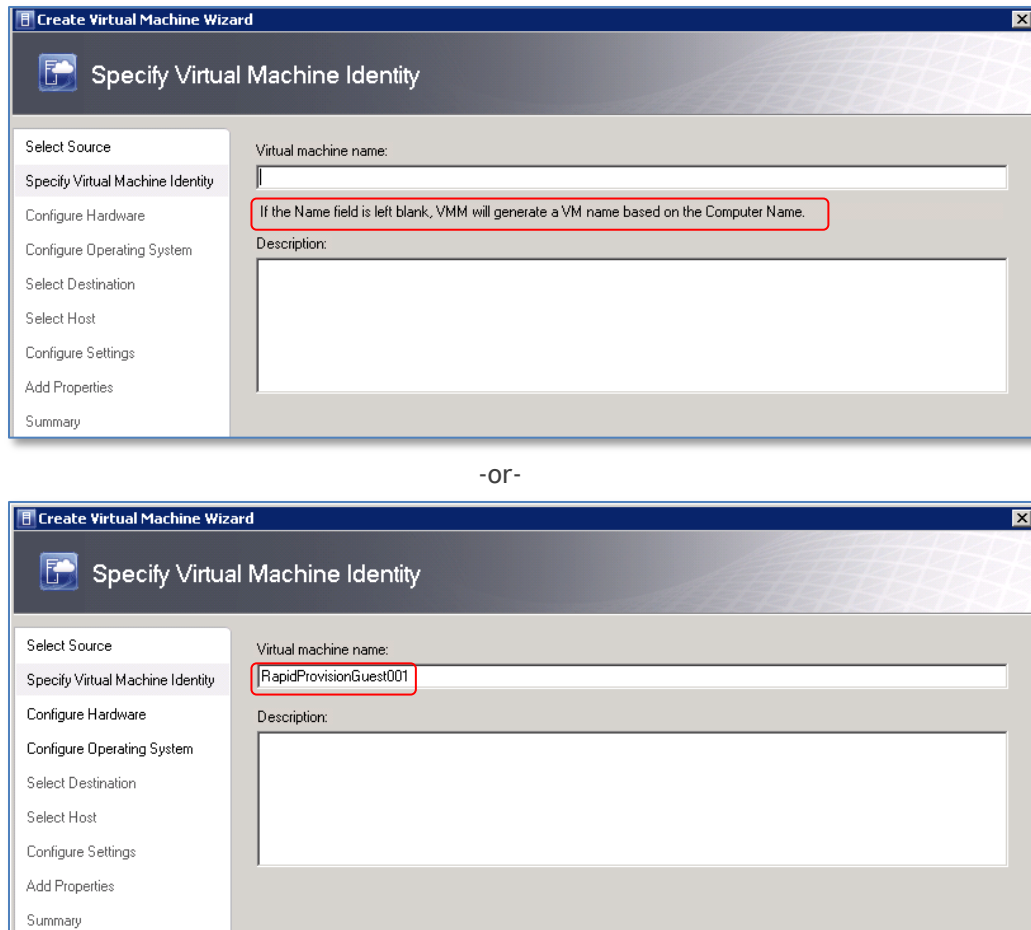 Create Virtual Machine Wizard
Specify Virtual Machine Identity
Select Source
Specify Virtual Machine Identity
Configure Hardware
Configure Operating System
Select Destination
Select Host
Configure Settings
Add Properties
Summary
Virtual machine name:
If the Name field is left blank, VMM will generate a VM name based on the Computer Name.
Description:
-or-
Create Virtual Machine Wizard
Specify Virtual Machine Identity
Select Source
Specify Virtual Machine Identity
Configure Hardware
Configure Operating System
Select Destination
Select Host
Configure Settings
Add Properties
Summary
Virtual machine name:
RapidProvisionGuest001
Description: